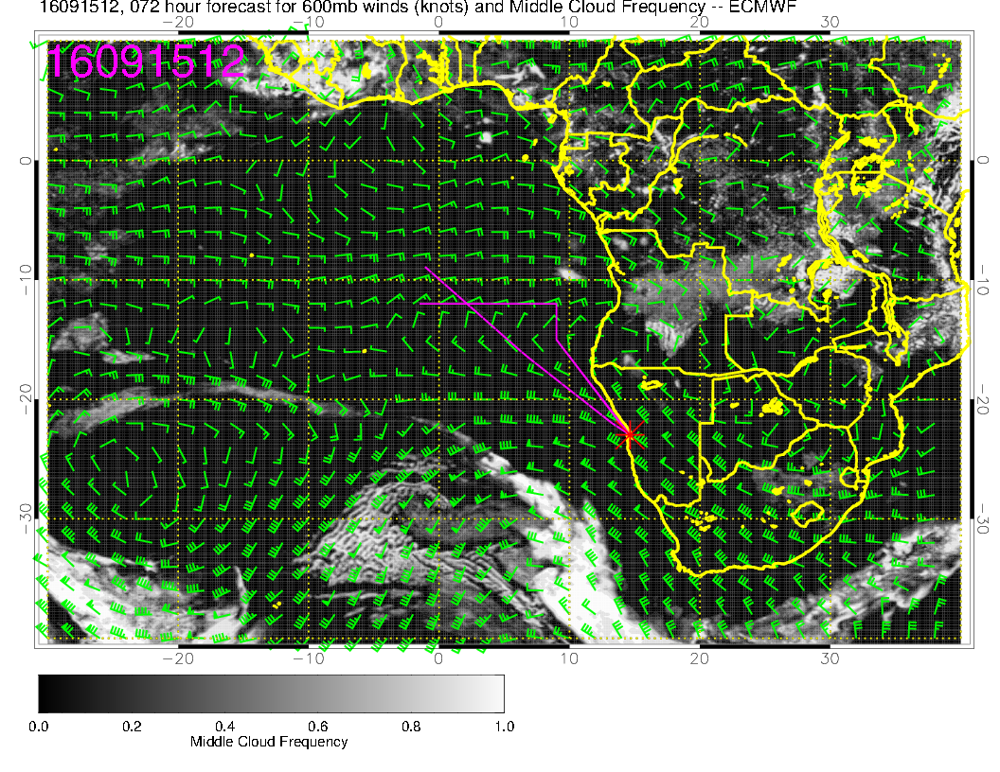 16091512, 072 hour forecast for 600mb winds (knots) and Middle Cloud Frequency -- ECMWF
−20 −10 0 10 20 30
16091512
0 0
−10 −10
−20 −20
−30 −30
−20 −10 0 10 20 30
0.0 0.2 0.4 0.6 0.8 1.0
Middle Cloud Frequency